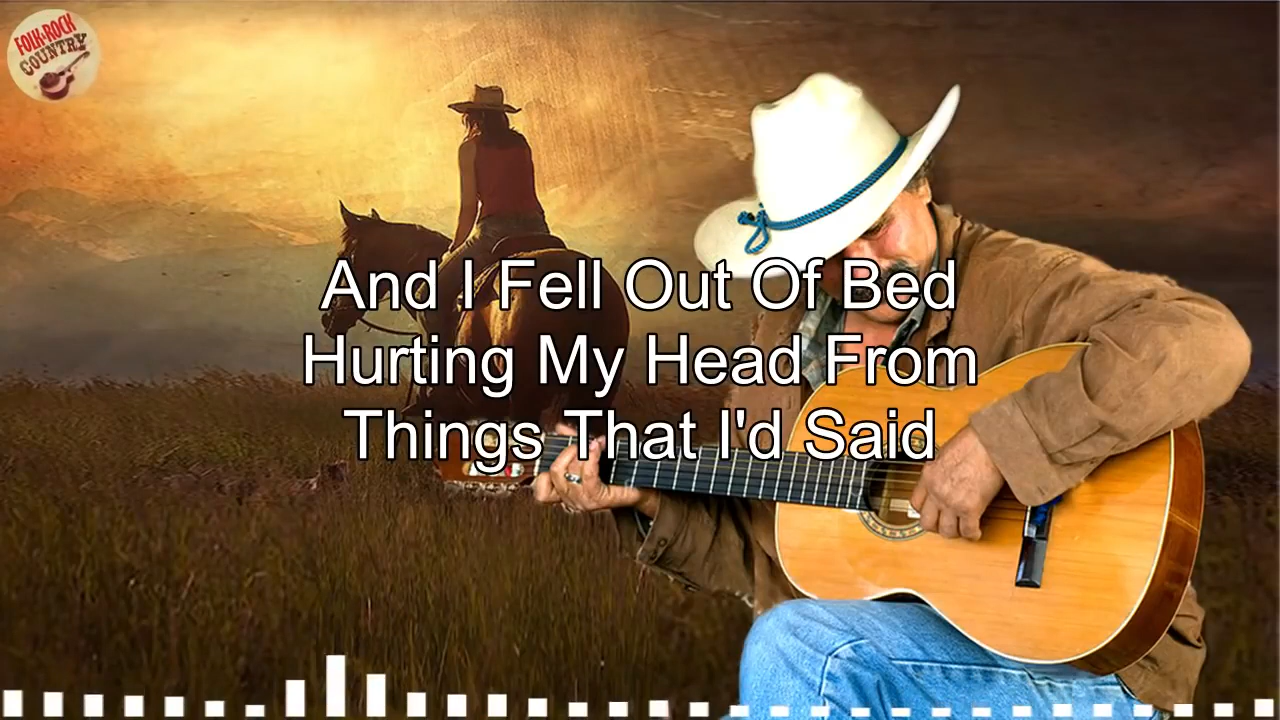 FOLK-ROCK
COUNTRY
And I Fell Out Of Bed
Hurting My Head From
Things That I'd Said